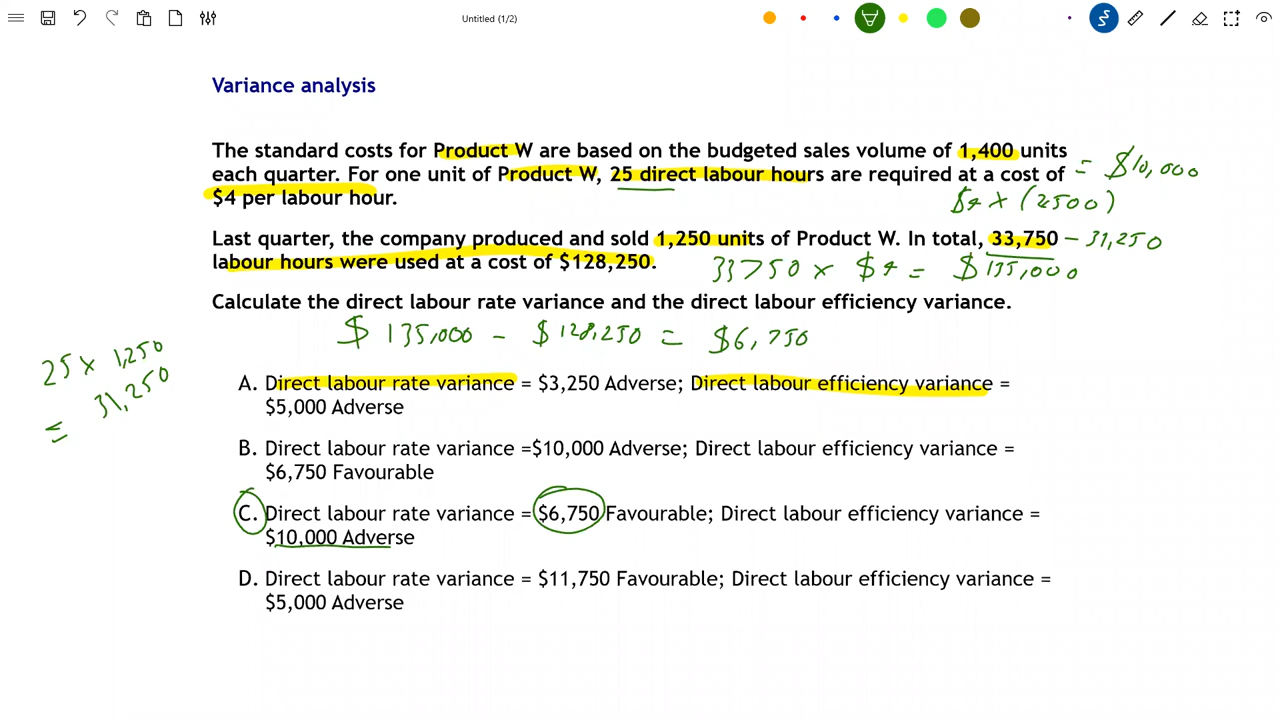 Untitled (1/2)
Variance analysis
The standard costs for Product W are based on the budgeted sales volume of 1,400 units
each quarter. For one unit of Product W, 25 direct labour hours are required at a cost of = $10,000
$4 per labour hour. $4 x (2500)
Last quarter, the company produced and sold 1,250 units of Product W. In total, 33,750 - 31,250
labour hours were used at a cost of $128,250. 33750 x $4 = $135,000
Calculate the direct labour rate variance and the direct labour efficiency variance.
$ 135,000 - $128,250 = $6,750
25 x 1,250
= 31,250
A. Direct labour rate variance = $3,250 Adverse; Direct labour efficiency variance =
$5,000 Adverse
B. Direct labour rate variance =$10,000 Adverse; Direct labour efficiency variance =
$6,750 Favourable
C. Direct labour rate variance = $6,750 Favourable; Direct labour efficiency variance =
$10,000 Adverse
D. Direct labour rate variance = $11,750 Favourable; Direct labour efficiency variance =
$5,000 Adverse